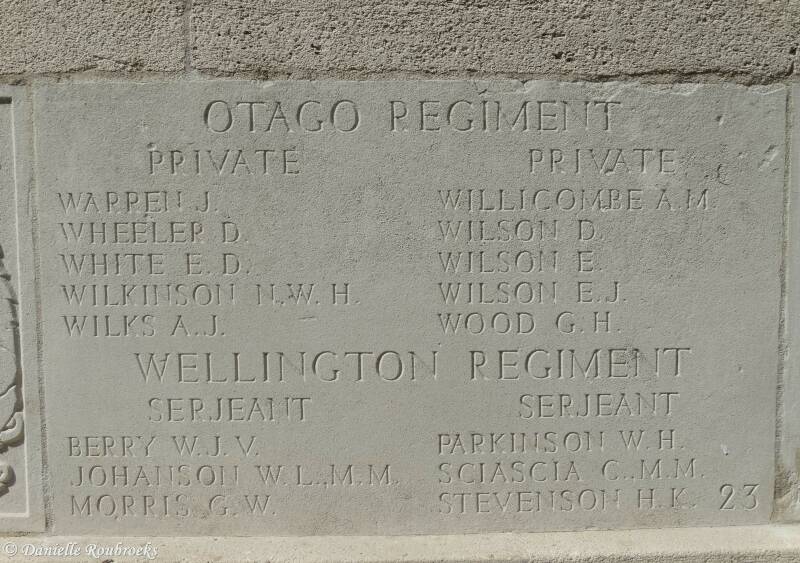 OTAGO REGIMENT
PRIVATE
WARREN J.
WHEELER D.
WHITE E. D.
WILKINSON N. W. H.
WILKS A. J.
PRIVATE
WILLICOMBE A. M.
WILSON D.
WILSON E.
WILSON E. J.
WOOD G. H.
WELLINGTON REGIMENT
SERJEANT
BERRY W. J. V.
JOHANSON W. L., M. M.
MORRIS G. W.
SERJEANT
PARKINSON W. H.
SCIASCIA C., M. M.
STEVENSON H. K.
23
© Danielle Roubroeks